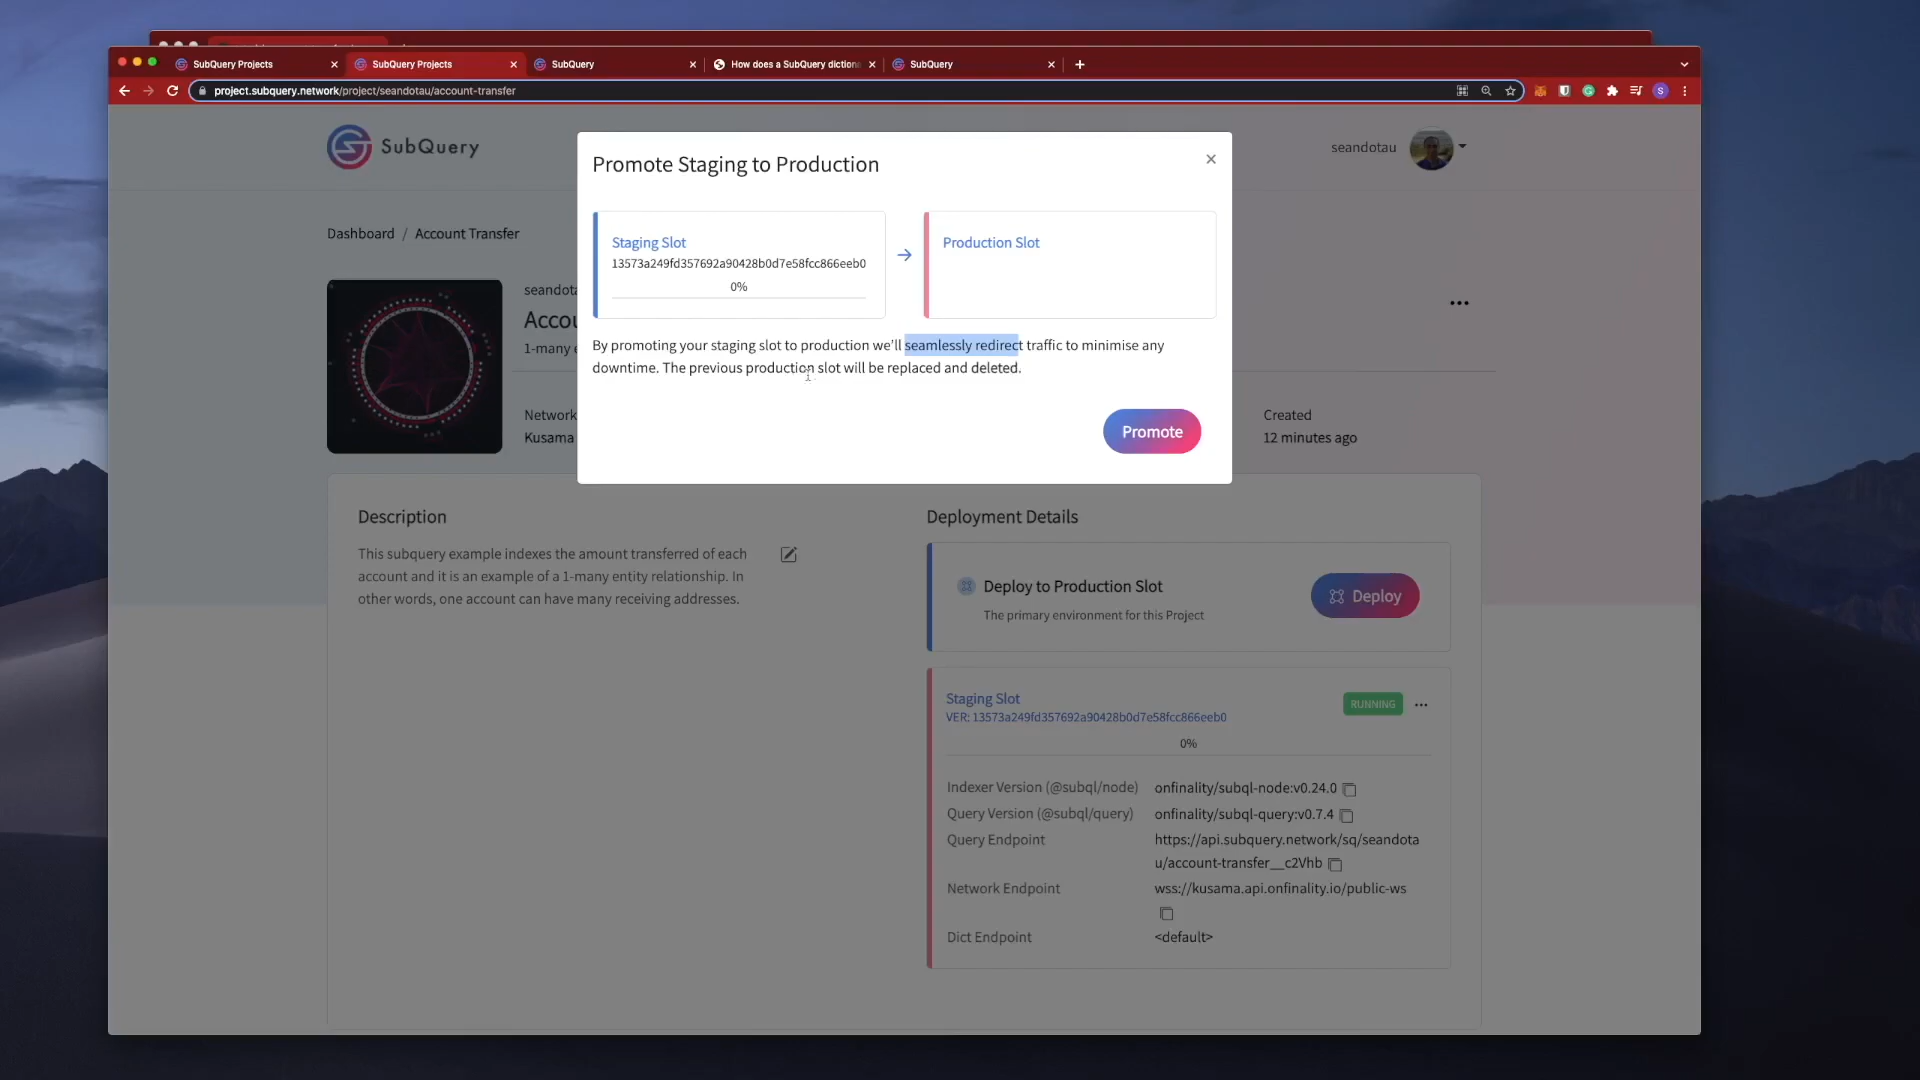 SubQuery Projects
SubQuery Projects
SubQuery
How does a SubQuery diction
SubQuery
project.subquery.network/project/seandotau/account-transfer
S
SubQuery
seandotau
Promote Staging to Production
Staging Slot
13573a249fd357692a90428b0d7e58fcc866eeb0
0%
Production Slot
By promoting your staging slot to production we'll seamlessly redirect traffic to minimise any
downtime. The previous production slot will be replaced and deleted.
Promote
Dashboard / Account Transfer
seandota
Accou
1-many e
Network
Kusama
Created
12 minutes ago
Description
This subquery example indexes the amount transferred of each
account and it is an example of a 1-many entity relationship. In
other words, one account can have many receiving addresses.
Deployment Details
Deploy to Production Slot
The primary environment for this Project
Deploy
Staging Slot
VER: 13573a249fd357692a90428b0d7e58fcc866eeb0
RUNNING
0%
Indexer Version (@subql/node) onfinality/subql-node:v0.24.0
Query Version (@subql/query) onfinality/subql-query:v0.7.4
Query Endpoint https://api.subquery.network/sq/seandota
u/account-transfer__c2Vhb
Network Endpoint wss://kusama.api.onfinality.io/public-ws
Dict Endpoint <default>